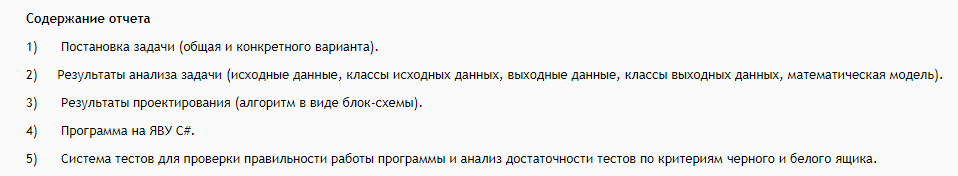 Содержание отчета
1) Постановка задачи (общая и конкретного варианта).
2) Результаты анализа задачи (исходные данные, классы исходных данных, выходные данные, классы выходных данных, математическая модель).
3) Результаты проектирования (алгоритм в виде блок-схемы).
4) Программа на ЯВУ C#.
5) Система тестов для проверки правильности работы программы и анализ достаточности тестов по критериям черного и белого ящика.